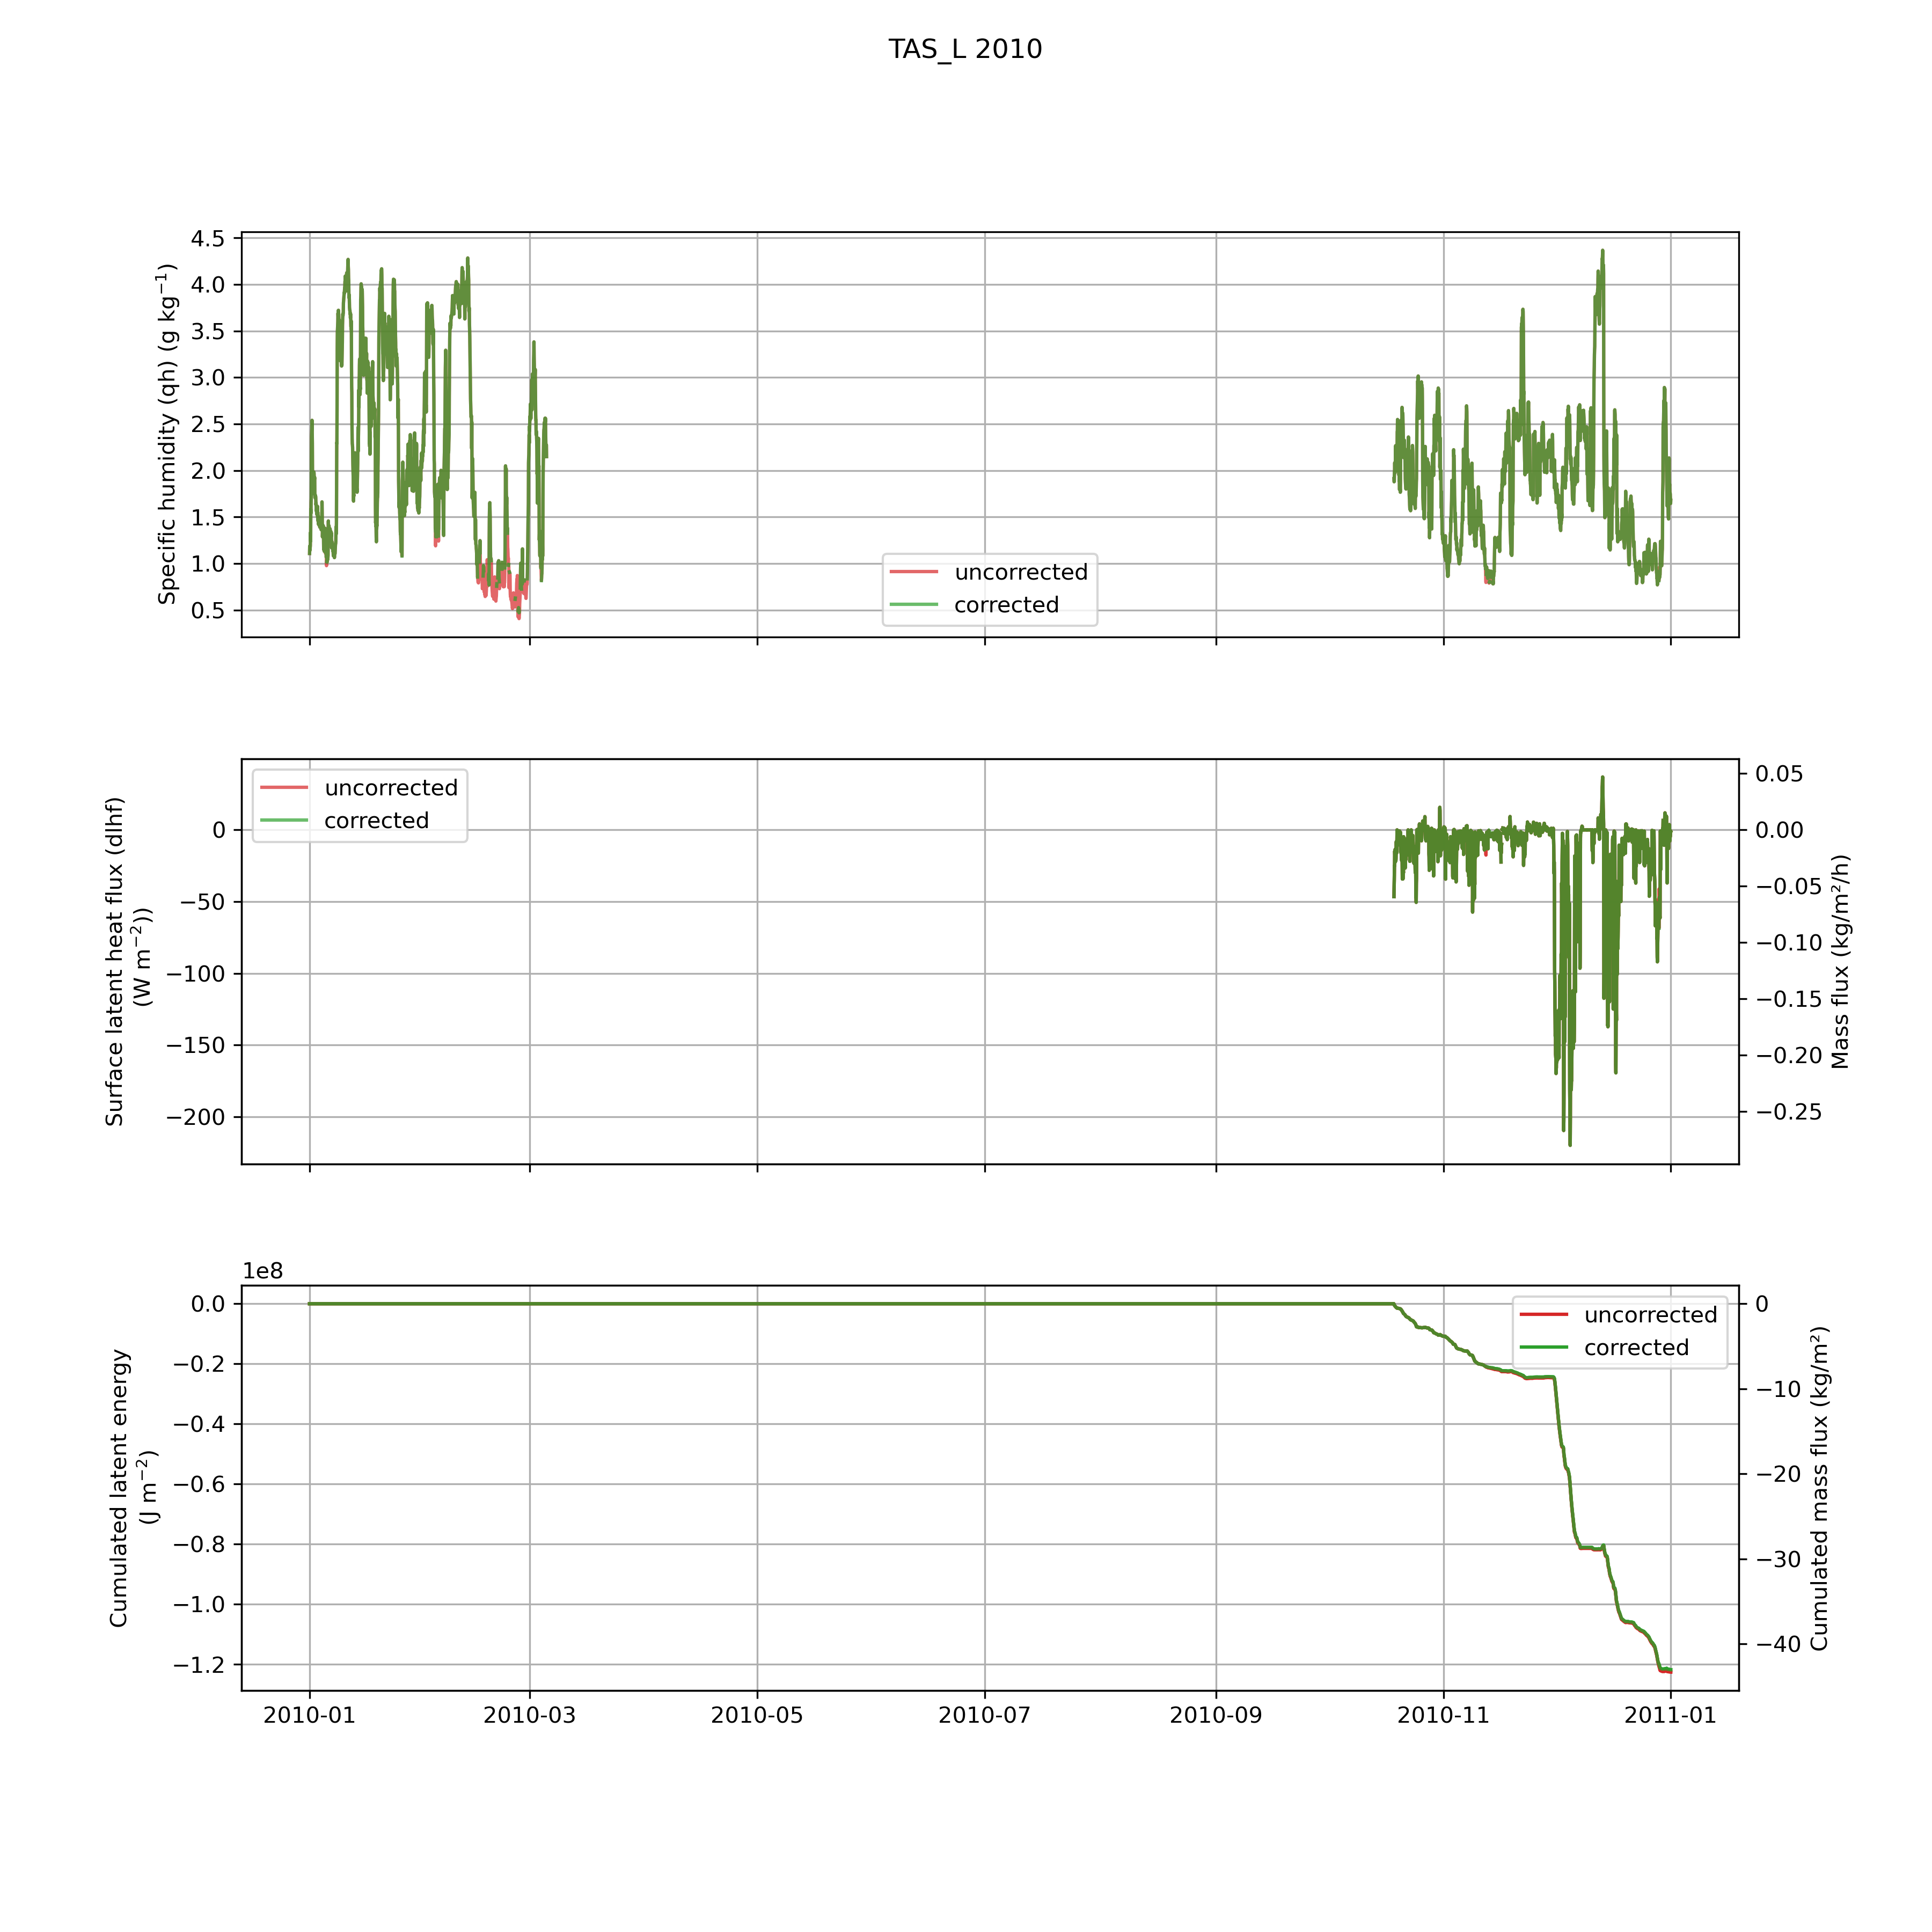 TAS_L 2010
Specific humidity (qh) (g kg⁻¹)
4.5
4.0
3.5
3.0
2.5
2.0
1.5
1.0
0.5
uncorrected
corrected
Surface latent heat flux (dlhf)
(W m⁻²))
0
−50
−100
−150
−200
uncorrected
corrected
0.05
0.00
−0.05
−0.10
−0.15
−0.20
−0.25
Mass flux (kg/m²/h)
1e8
Cumulated latent energy
(J m⁻²)
0.0
−0.2
−0.4
−0.6
−0.8
−1.0
−1.2
uncorrected
corrected
0
−10
−20
−30
−40
Cumulated mass flux (kg/m²)
2010-01 2010-03 2010-05 2010-07 2010-09 2010-11 2011-01